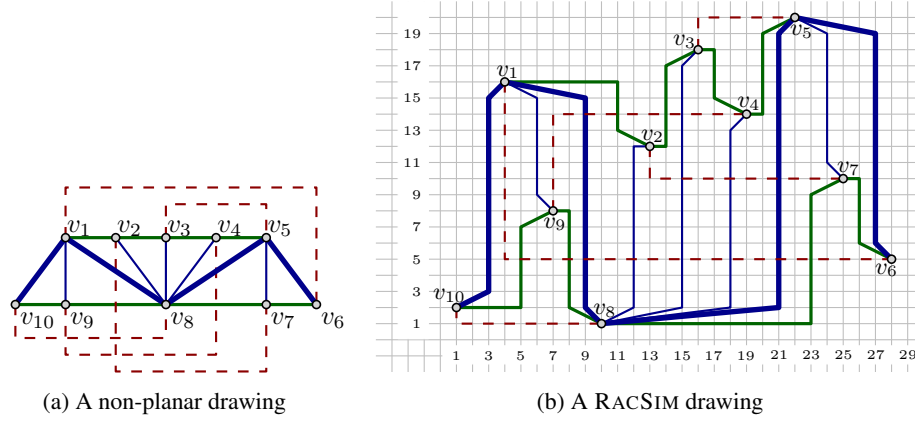 v1 v2 v3 v4 v5
v10 v9 v8 v7 v6
(a) A non-planar drawing
19
17
15
13
11
9
7
5
3
1
v5
v3
v1
v4
v2
v7
v9
v6
v10
v8
1 3 5 7 9 11 13 15 17 19 21 23 25 27 29
(b) A RACSIM drawing